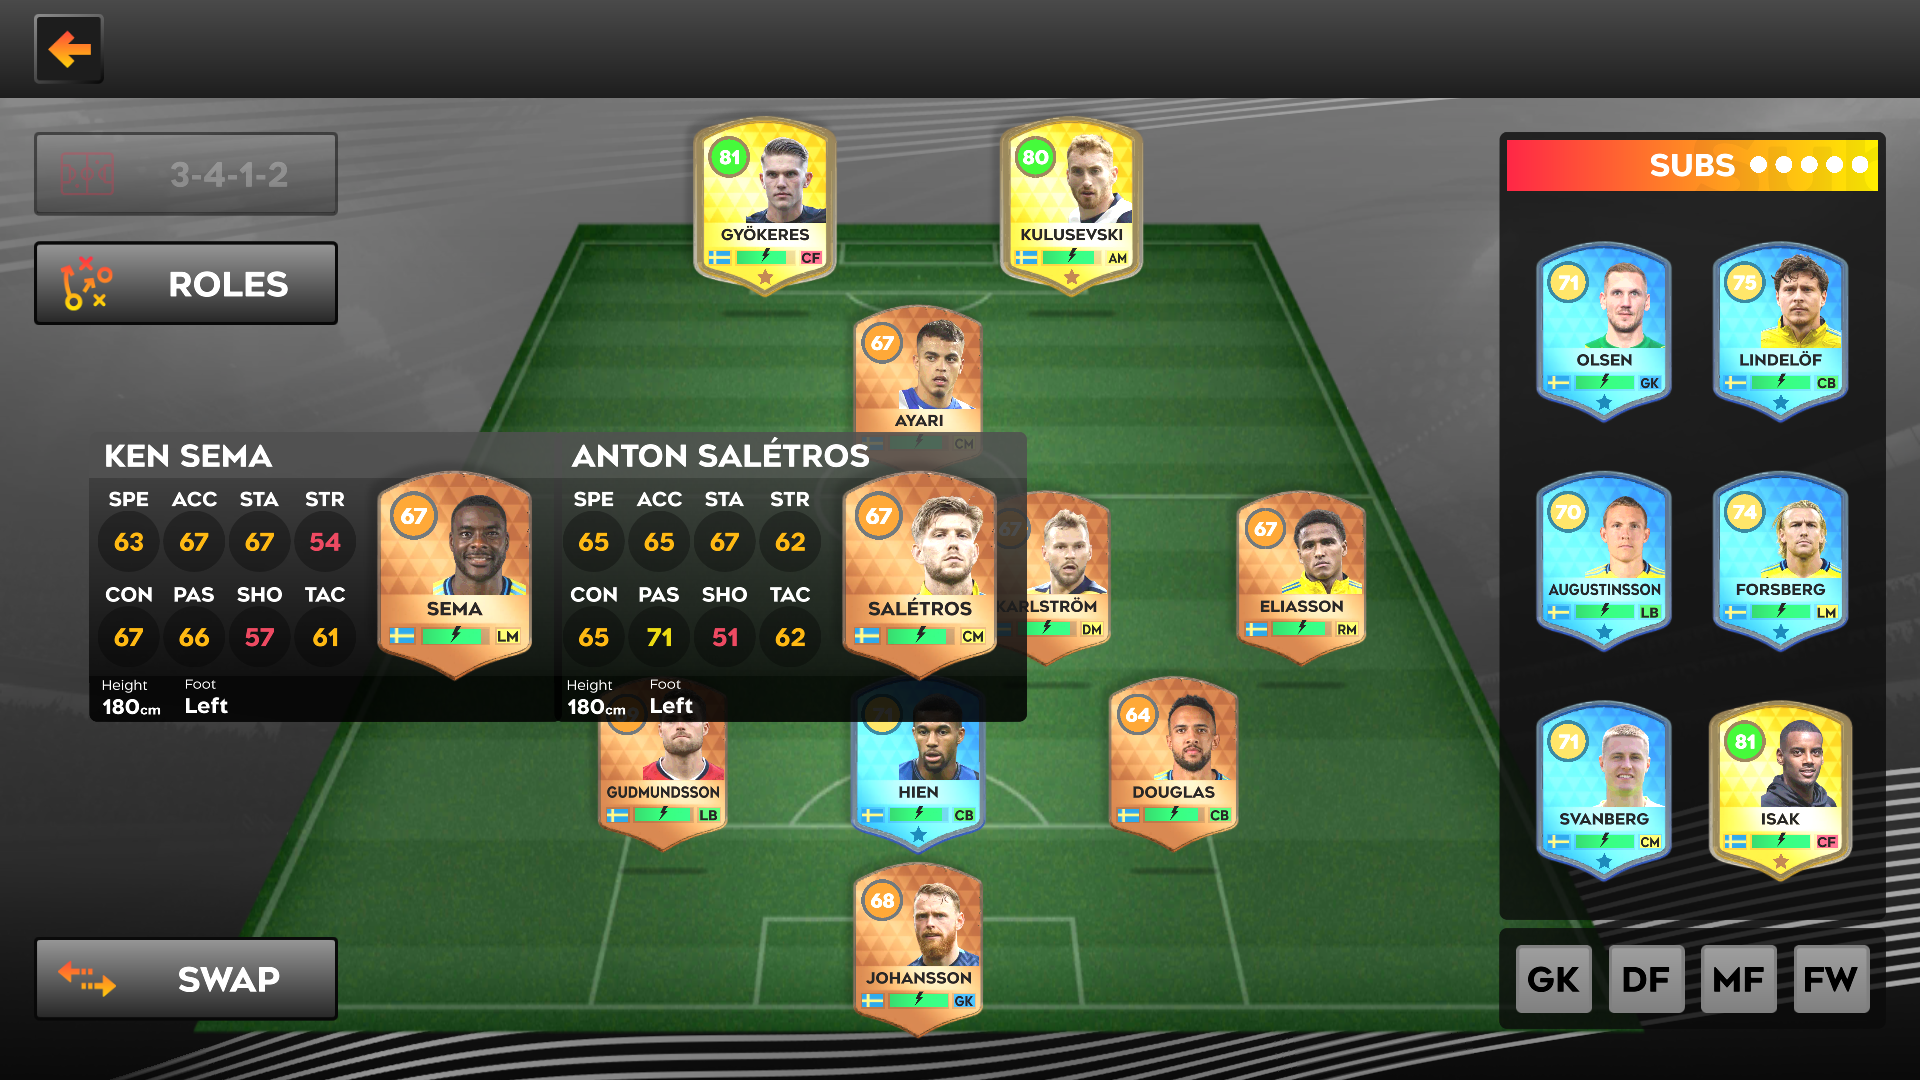 3-4-1-2
ROLES
SWAP
81
GYÖKERES
CF
80
KULUSEVSKI
AM
67
AYARI
CM
KEN SEMA
SPE ACC STA STR
63 67 67 54
CON PAS SHO TAC
67 66 57 61
Height Foot
180cm Left
67
SEMA
LM
ANTON SALÉTROS
SPE ACC STA STR
65 65 67 62
CON PAS SHO TAC
65 71 51 62
Height Foot
180cm Left
67
SALÉTROS
CM
67
KARLSTRÖM
DM
67
ELIASSON
RM
GUDMUNDSSON
LB
HIEN
CB
64
DOUGLAS
CB
68
JOHANSSON
GK
SUBS
71
OLSEN
GK
75
LINDELÖF
CB
70
AUGUSTINSSON
LB
74
FORSBERG
LM
71
SVANBERG
CM
81
ISAK
CF
GK DF MF FW